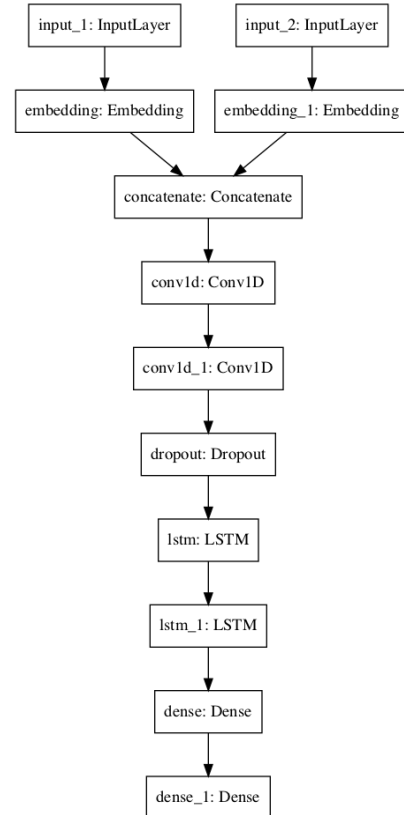 input_1: InputLayer
input_2: InputLayer
embedding: Embedding
embedding_1: Embedding
concatenate: Concatenate
conv1d: Conv1D
conv1d_1: Conv1D
dropout: Dropout
lstm: LSTM
lstm_1: LSTM
dense: Dense
dense_1: Dense